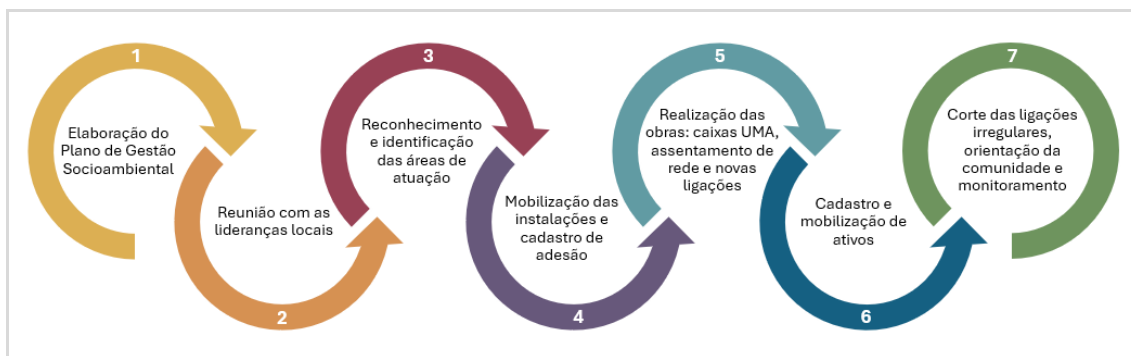 1
Elaboração do
Plano de Gestão
Socioambiental
2
Reunião com as
lideranças locais
3
Reconhecimento
e identificação
das áreas de
atuação
4
Mobilização das
instalações e
cadastro de
adesão
5
Realização das
obras: caixas UMA,
assentamento de
rede e novas
ligações
6
Cadastro e
mobilização de
ativos
7
Corte das ligações
irregulares,
orientação da
comunidade e
monitoramento